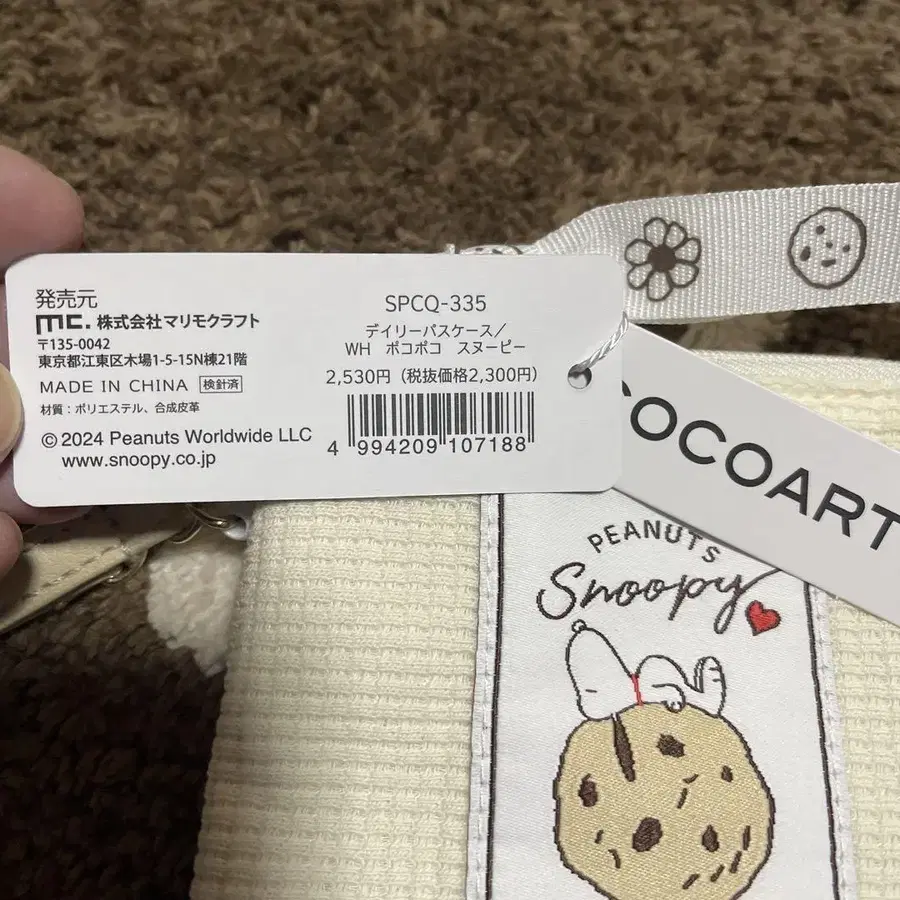 発売元
mc. 株式会社マリモクラフト
〒135-0042
東京都江東区木場1-5-15N棟21階
MADE IN CHINA 検針済
材質：ポリエステル、合成皮革
© 2024 Peanuts Worldwide LLC
www.snoopy.co.jp
SPCQ-335
デイリーパスケース／
WH ポコポコ スヌーピー
2,530円（税抜価格2,300円）
4 994209 107188
OCOART
PEANUTS
Snoopy